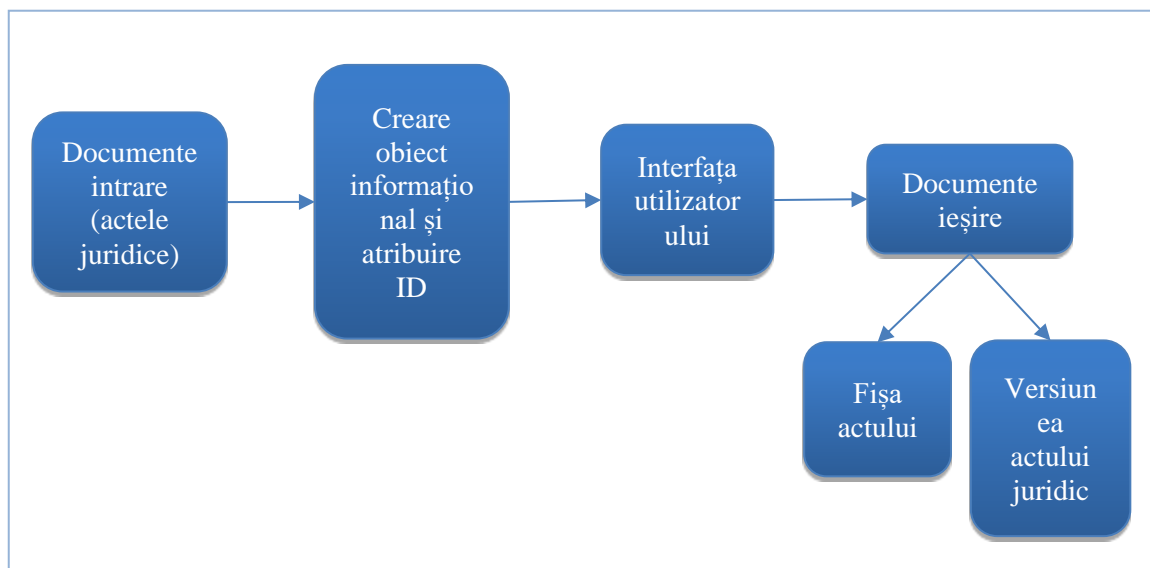 Documente
intrare
(actele
juridice)
Creare
obiect
informațio
nal și
atribuire
ID
Interfața
utilizator
ului
Documente
ieșire
Fișa
actului
Versiun
ea
actului
juridic